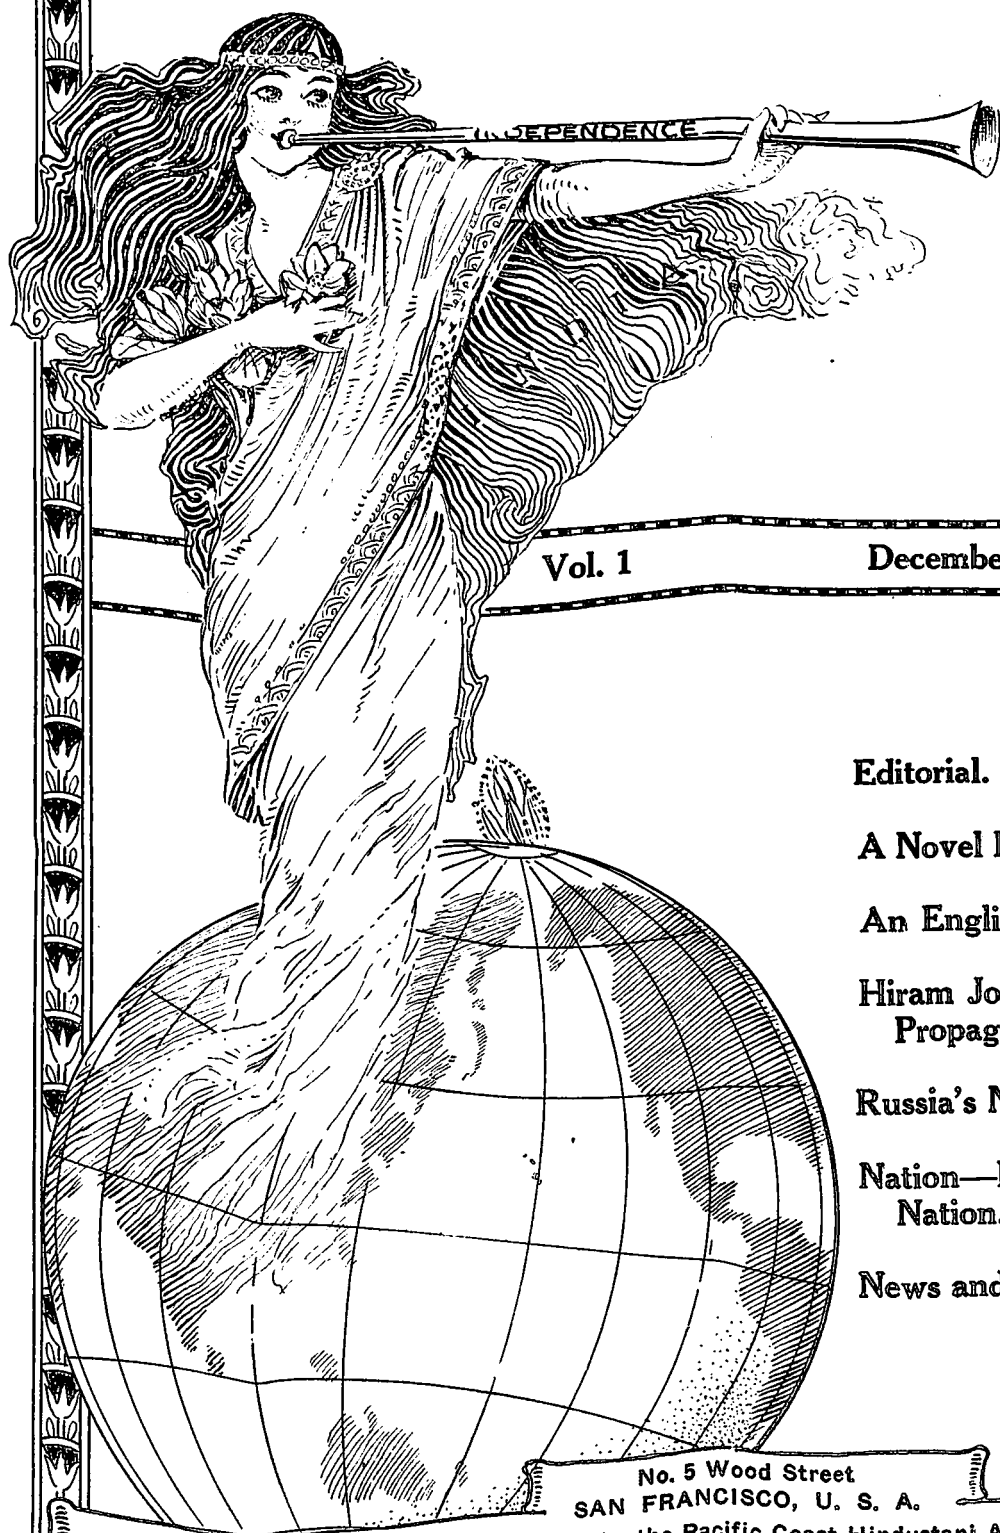 INDEPENDENCE
Vol. 1
Decembe
Editorial.
A Novel
An Engli
Hiram Jo
Propag
Russia's N
Nation—
Nation.
News and
No. 5 Wood Street
SAN FRANCISCO, U. S. A.
the Pacific Coast Hindustani A